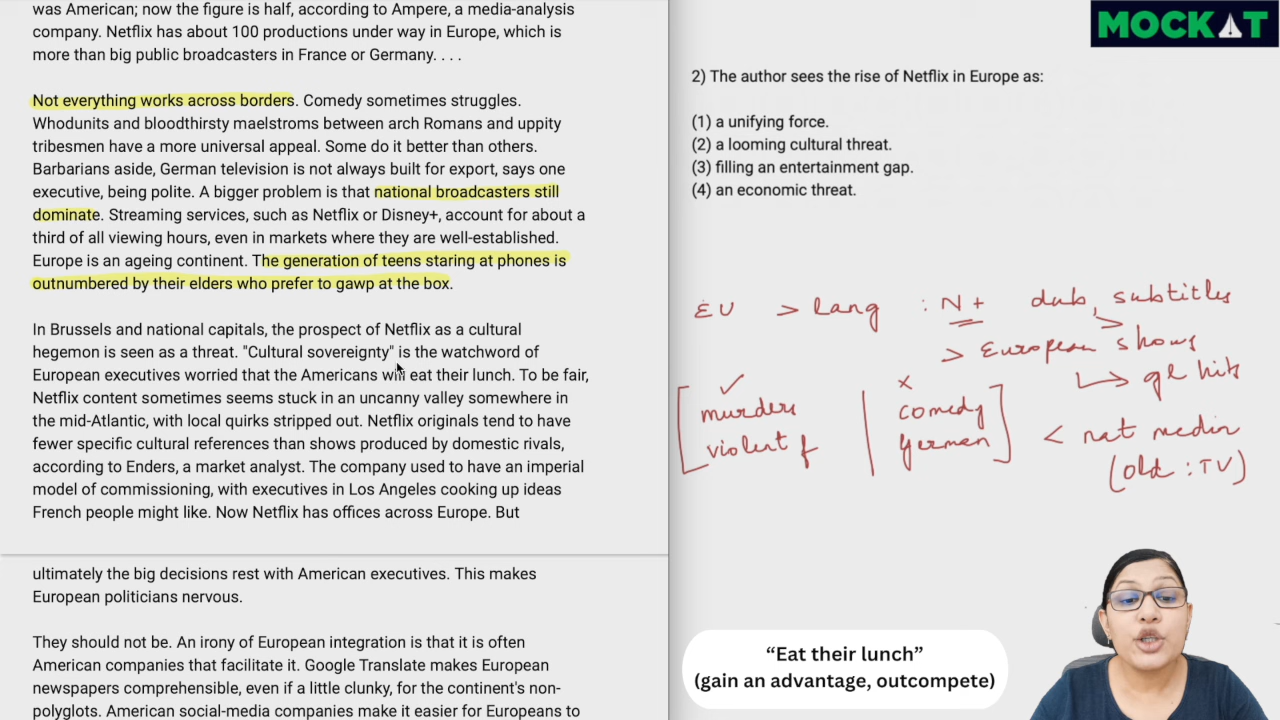 was American; now the figure is half, according to Ampere, a media-analysis
company. Netflix has about 100 productions under way in Europe, which is
more than big public broadcasters in France or Germany. . . .
Not everything works across borders. Comedy sometimes struggles.
Whodunits and bloodthirsty maelstroms between arch Romans and uppity
tribesmen have a more universal appeal. Some do it better than others.
Barbarians aside, German television is not always built for export, says one
executive, being polite. A bigger problem is that national broadcasters still
dominate. Streaming services, such as Netflix or Disney+, account for about a
third of all viewing hours, even in markets where they are well-established.
Europe is an ageing continent. The generation of teens staring at phones is
outnumbered by their elders who prefer to gawp at the box.
In Brussels and national capitals, the prospect of Netflix as a cultural
hegemon is seen as a threat. "Cultural sovereignty" is the watchword of
European executives worried that the Americans will eat their lunch. To be fair,
Netflix content sometimes seems stuck in an uncanny valley somewhere in
the mid-Atlantic, with local quirks stripped out. Netflix originals tend to have
fewer specific cultural references than shows produced by domestic rivals,
according to Enders, a market analyst. The company used to have an imperial
model of commissioning, with executives in Los Angeles cooking up ideas
French people might like. Now Netflix has offices across Europe. But
ultimately the big decisions rest with American executives. This makes
European politicians nervous.
They should not be. An irony of European integration is that it is often
American companies that facilitate it. Google Translate makes European
newspapers comprehensible, even if a little clunky, for the continent's non-
polyglots. American social-media companies make it easier for Europeans to
MOCKAT
2) The author sees the rise of Netflix in Europe as:
(1) a unifying force.
(2) a looming cultural threat.
(3) filling an entertainment gap.
(4) an economic threat.
EU > lang : N + dub, subtitles
> European shows
↳ gl hits
✓ murders violent f | x comedy German
< nat media
(old : TV)
“Eat their lunch”
(gain an advantage, outcompete)